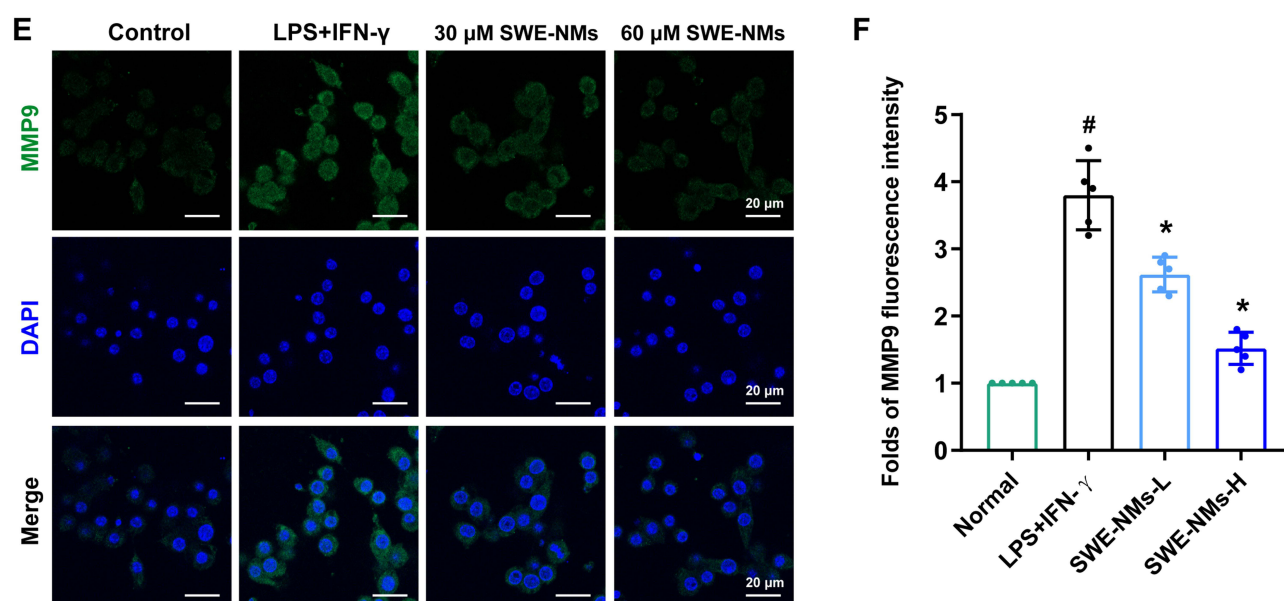 E
Control LPS+IFN-γ 30 μM SWE-NMs 60 μM SWE-NMs
MMP9
20 μm
DAPI
20 μm
Merge
20 μm
F
Folds of MMP9 fluorescence intensity
5
4
3
2
1
0
#
*
*
Normal
LPS+IFN-γ
SWE-NMs-L
SWE-NMs-H